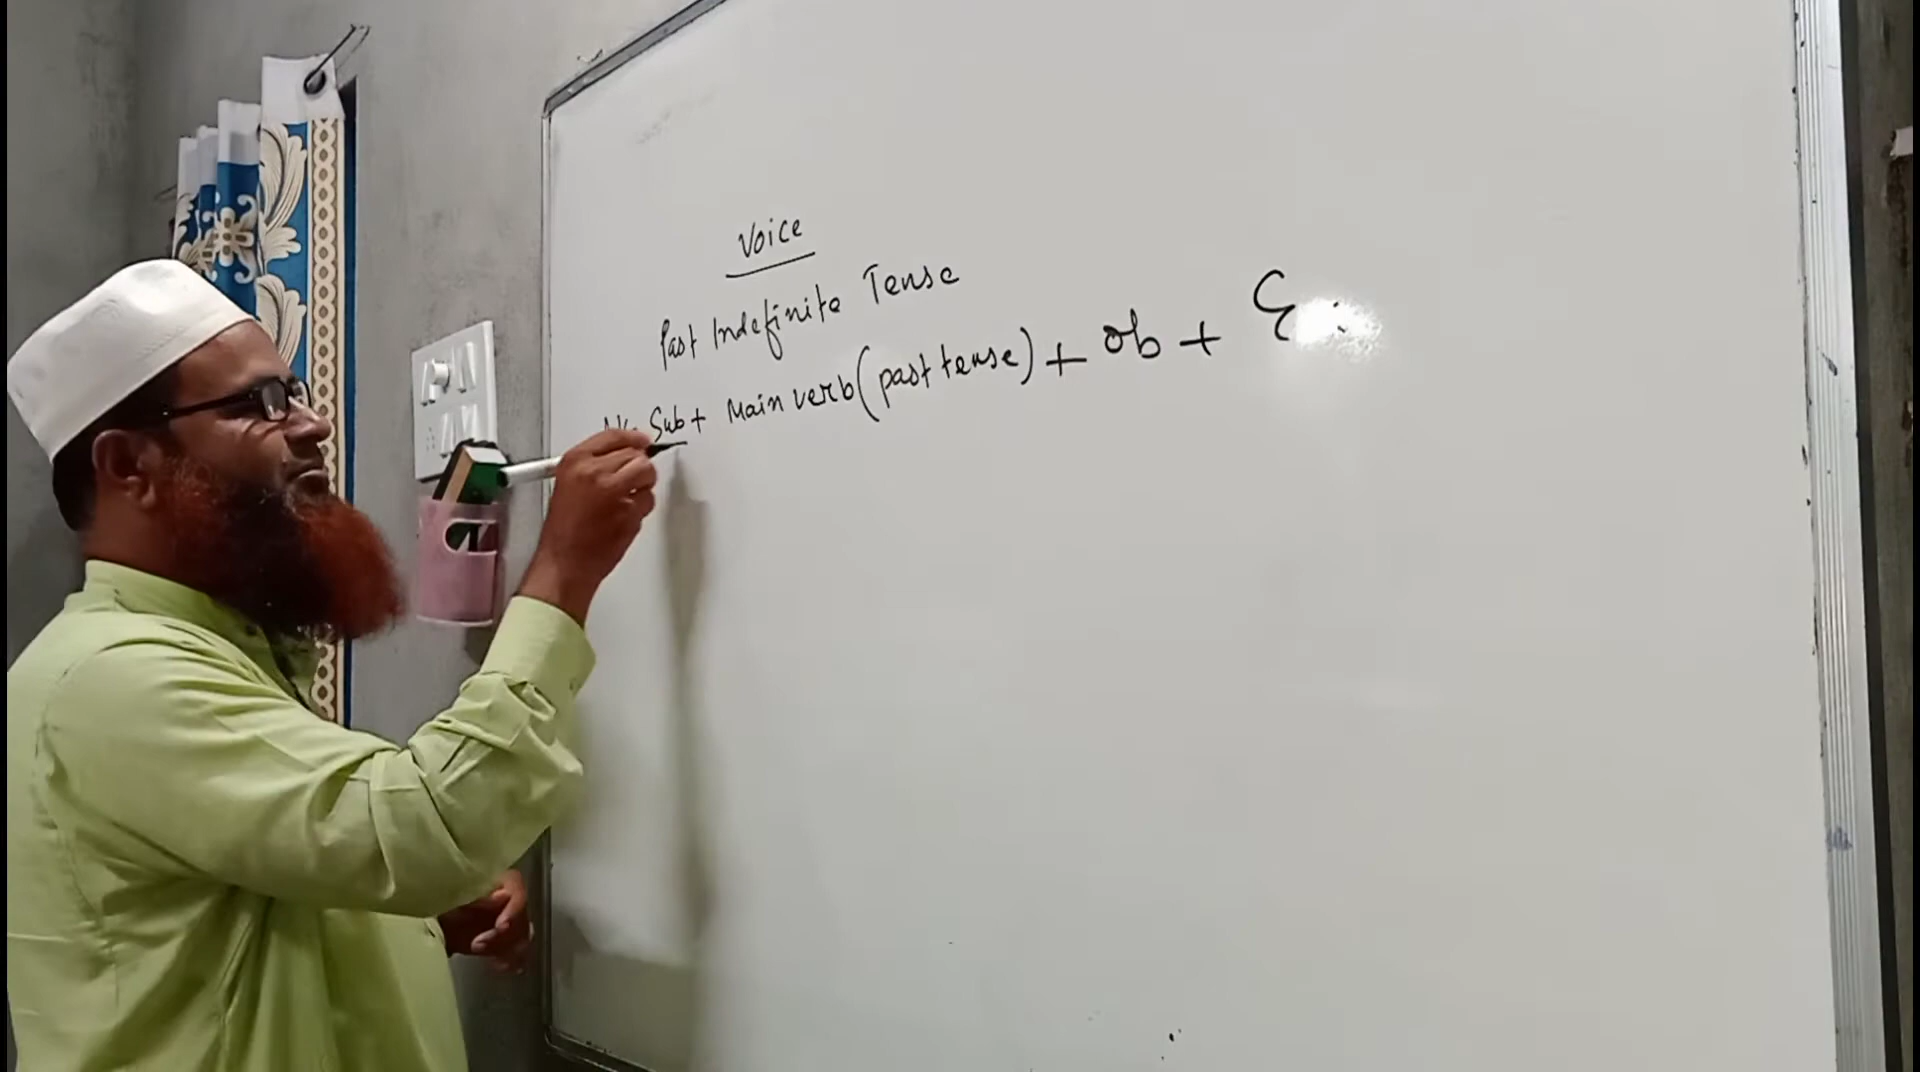 Voice
Past Indefinite Tense
Sub + Main verb (past tense) + ob + E.